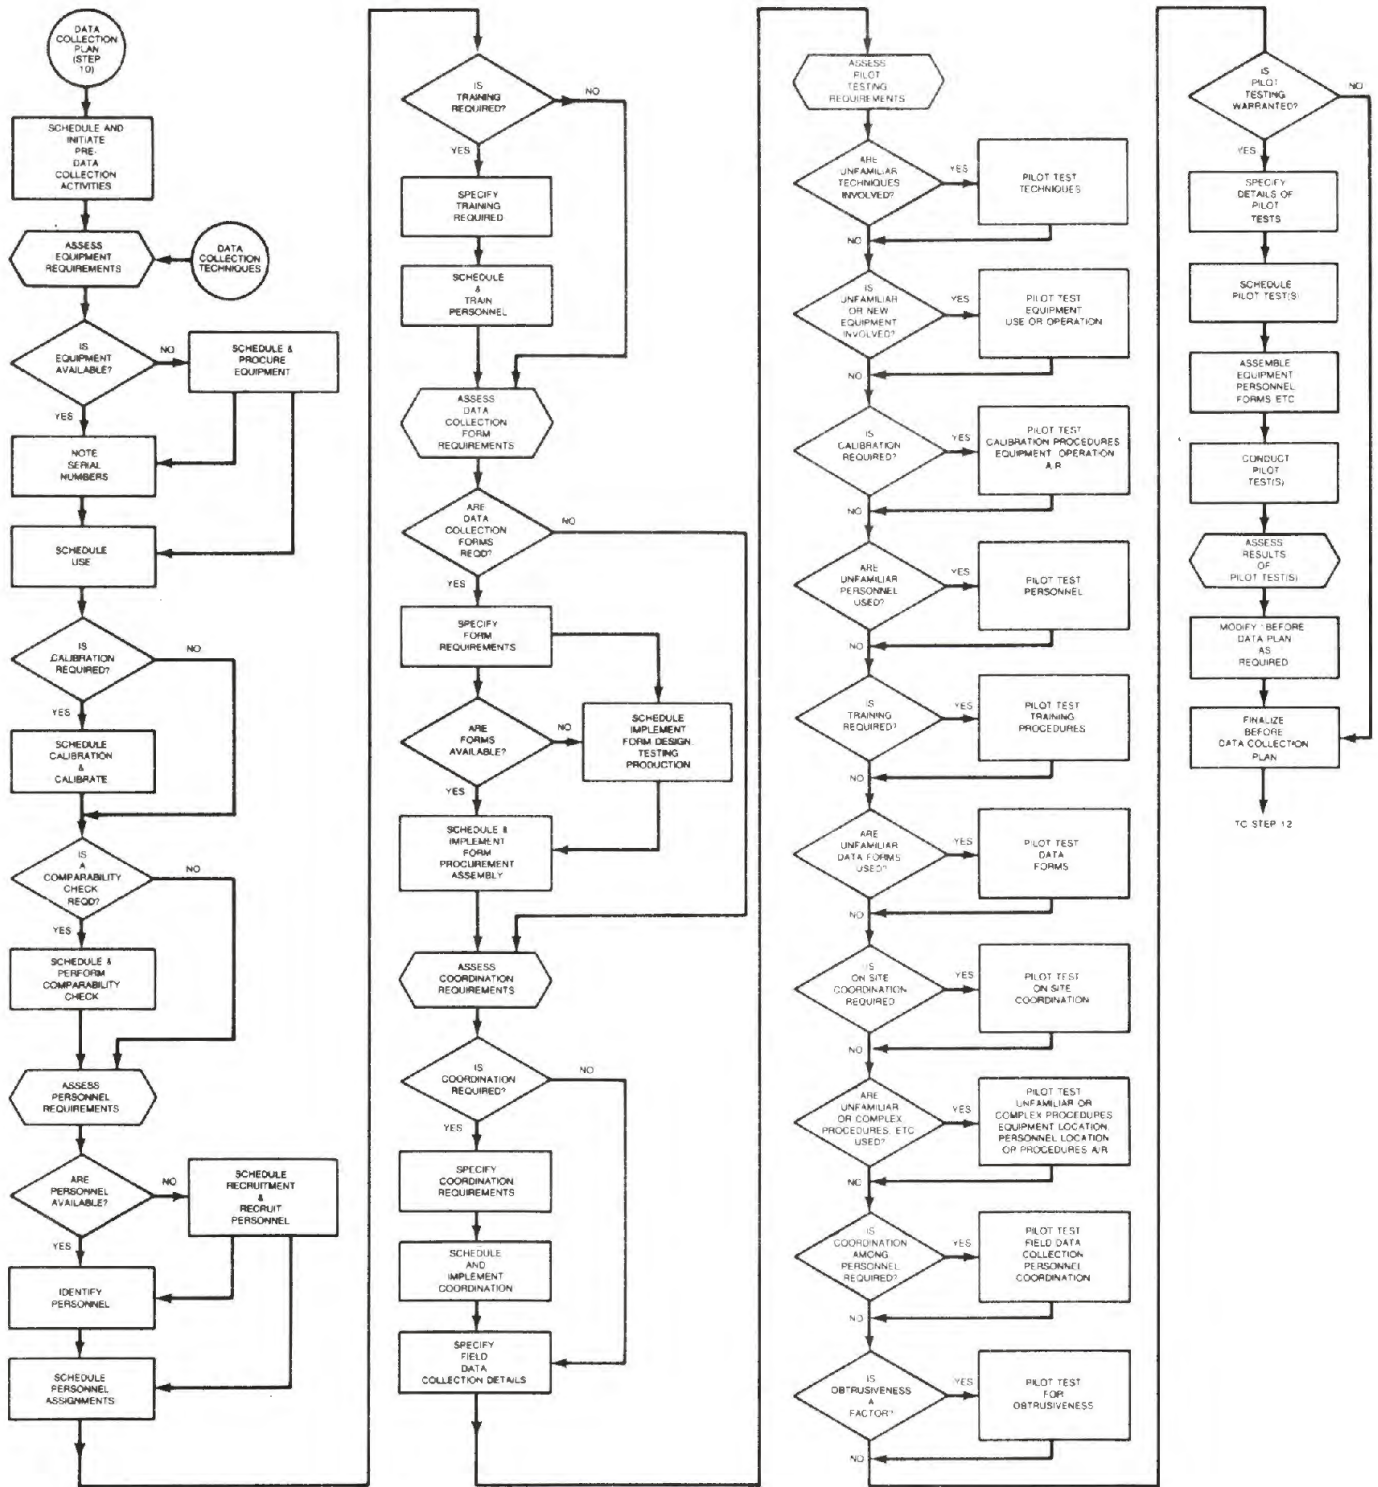 DATA
COLLECTION
PLAN
(STEP
10)
SCHEDULE AND
INITIATE
PRE-
DATA
COLLECTION
ACTIVITIES
ASSESS
EQUIPMENT
REQUIREMENTS
DATA
COLLECTION
TECHNIQUES
IS
EQUIPMENT
AVAILABLE?
NO
SCHEDULE &
PROCURE
EQUIPMENT
YES
NOTE
SERIAL
NUMBERS
SCHEDULE
USE
IS
CALIBRATION
REQUIRED?
NO
YES
SCHEDULE
CALIBRATION
&
CALIBRATE
IS
A
COMPARABILITY
CHECK
REQD?
NO
YES
SCHEDULE &
PERFORM
COMPARABILITY
CHECK
ASSESS
PERSONNEL
REQUIREMENTS
ARE
PERSONNEL
AVAILABLE?
NO
SCHEDULE
RECRUITMENT
&
RECRUIT
PERSONNEL
YES
IDENTIFY
PERSONNEL
SCHEDULE
PERSONNEL
ASSIGNMENTS
IS
TRAINING
REQUIRED?
NO
YES
SPECIFY
TRAINING
REQUIRED
SCHEDULE
&
TRAIN
PERSONNEL
ASSESS
DATA
COLLECTION
FORM
REQUIREMENTS
ARE
DATA
COLLECTION
FORMS
REQD?
NO
YES
SPECIFY
FORM
REQUIREMENTS
ARE
FORMS
AVAILABLE?
NO
SCHEDULE IMPLEMENT
FORM DESIGN,
TESTING
PRODUCTION
YES
SCHEDULE &
IMPLEMENT
FORM
PROCUREMENT
ASSEMBLY
ASSESS
COORDINATION
REQUIREMENTS
IS
COORDINATION
REQUIRED?
NO
YES
SPECIFY
COORDINATION
REQUIREMENTS
SCHEDULE
AND
IMPLEMENT
COORDINATION
SPECIFY
FIELD
DATA
COLLECTION DETAILS
ASSESS
PILOT
TESTING
REQUIREMENTS
ARE
UNFAMILIAR
TECHNIQUES
INVOLVED?
YES
PILOT TEST
TECHNIQUES
NO
IS
UNFAMILIAR
OR NEW
EQUIPMENT
INVOLVED?
YES
PILOT TEST
EQUIPMENT
USE OR OPERATION
NO
IS
CALIBRATION
REQUIRED?
YES
PILOT TEST
CALIBRATION PROCEDURES
EQUIPMENT OPERATION
A/R
NO
ARE
UNFAMILIAR
PERSONNEL
USED?
YES
PILOT TEST
PERSONNEL
NO
IS
TRAINING
REQUIRED?
YES
PILOT TEST
TRAINING
PROCEDURES
NO
ARE
UNFAMILIAR
DATA FORMS
USED?
YES
PILOT TEST
DATA
FORMS
NO
IS
ON SITE
COORDINATION
REQUIRED
YES
PILOT TEST
ON SITE
COORDINATION
NO
ARE
UNFAMILIAR
OR COMPLEX
PROCEDURES, ETC
USED?
YES
PILOT TEST
UNFAMILIAR OR
COMPLEX PROCEDURES
EQUIPMENT LOCATION,
PERSONNEL LOCATION
OR PROCEDURES A/R
NO
IS
COORDINATION
AMONG
PERSONNEL
REQUIRED?
YES
PILOT TEST
FIELD DATA
COLLECTION
PERSONNEL
COORDINATION
NO
IS
OBTRUSIVENESS
A
FACTOR?
YES
PILOT TEST
FOR
OBTRUSIVENESS
NO
IS
PILOT
TESTING
WARRANTED?
NO
YES
SPECIFY
DETAILS OF
PILOT
TESTS
SCHEDULE
PILOT TEST(S)
ASSEMBLE
EQUIPMENT
PERSONNEL
FORMS ETC
CONDUCT
PILOT
TEST(S)
ASSESS
RESULTS
OF
PILOT TEST(S)
MODIFY "BEFORE
DATA PLAN
AS
REQUIRED
FINALIZE
BEFORE
DATA COLLECTION
PLAN
TO STEP 12